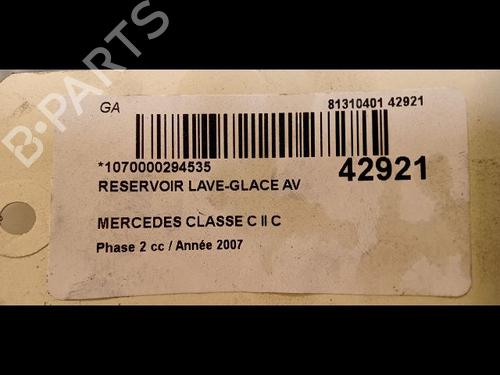 B-PARTS
GA
81310401 42921
*1070000294535
42921
RESERVOIR LAVE-GLACE AV
MERCEDES CLASSE C II C
Phase 2 cc / Année 2007